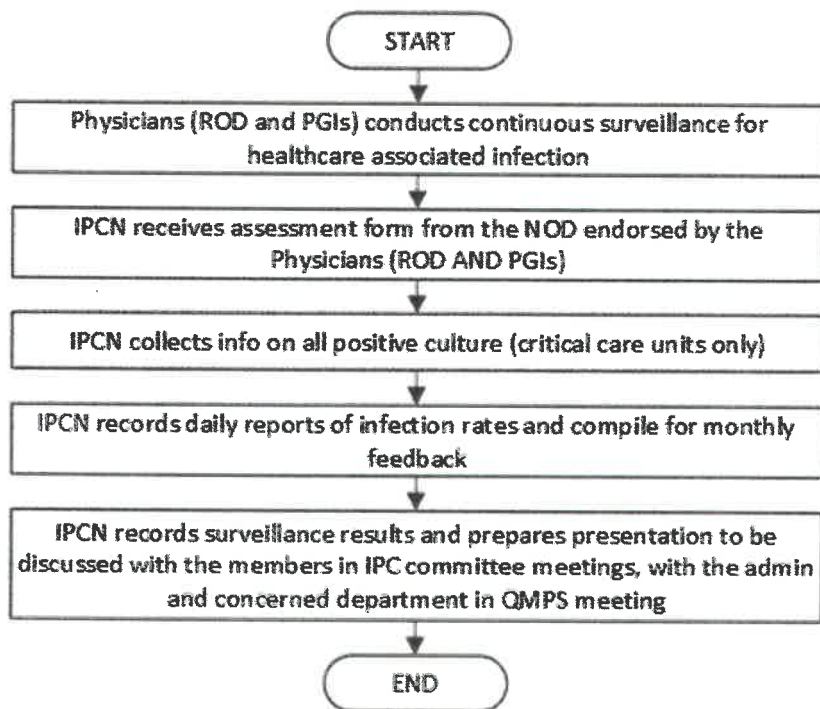 START
Physicians (ROD and PGIs) conducts continuous surveillance for
healthcare associated infection
IPCN receives assessment form from the NOD endorsed by the
Physicians (ROD AND PGIs)
IPCN collects info on all positive culture (critical care units only)
IPCN records daily reports of infection rates and compile for monthly
feedback
IPCN records surveillance results and prepares presentation to be
discussed with the members in IPC committee meetings, with the admin
and concerned department in QMPS meeting
END